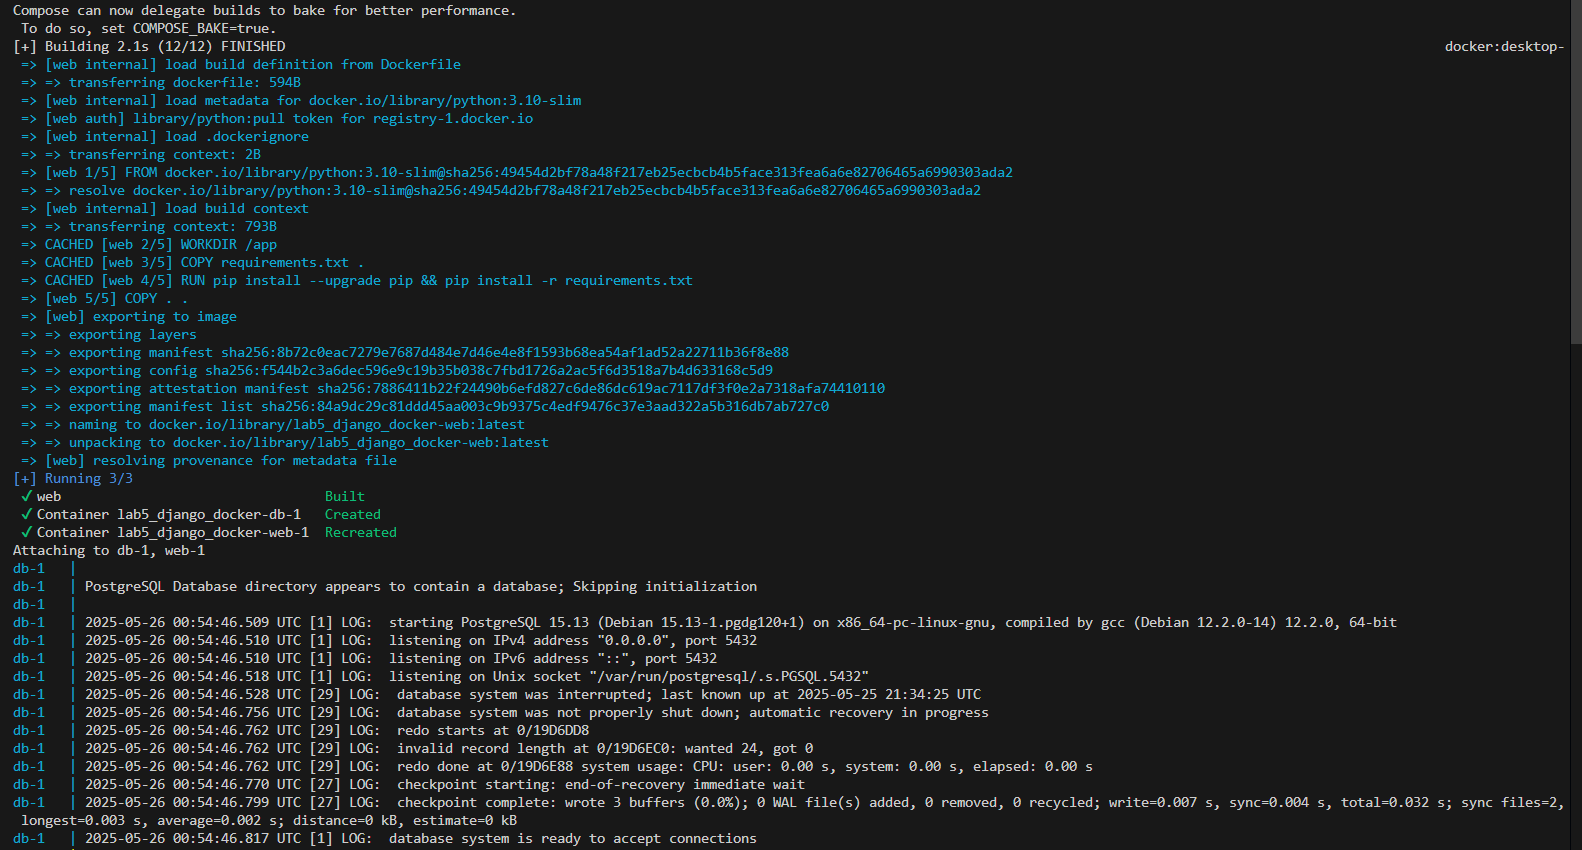 Compose can now delegate builds to bake for better performance.
 To do so, set COMPOSE_BAKE=true.
[+] Building 2.1s (12/12) FINISHED docker:desktop-
 => [web internal] load build definition from Dockerfile
 => => transferring dockerfile: 594B
 => [web internal] load metadata for docker.io/library/python:3.10-slim
 => [web auth] library/python:pull token for registry-1.docker.io
 => [web internal] load .dockerignore
 => => transferring context: 2B
 => [web 1/5] FROM docker.io/library/python:3.10-slim@sha256:49454d2bf78a48f217eb25ecbcb4b5face313fea6a6e82706465a6990303ada2
 => => resolve docker.io/library/python:3.10-slim@sha256:49454d2bf78a48f217eb25ecbcb4b5face313fea6a6e82706465a6990303ada2
 => [web internal] load build context
 => => transferring context: 793B
 => CACHED [web 2/5] WORKDIR /app
 => CACHED [web 3/5] COPY requirements.txt .
 => CACHED [web 4/5] RUN pip install --upgrade pip && pip install -r requirements.txt
 => [web 5/5] COPY . .
 => [web] exporting to image
 => => exporting layers
 => => exporting manifest sha256:8b72c0eac7279e7687d484e7d46e4e8f1593b68ea54af1ad52a22711b36f8e88
 => => exporting config sha256:f544b2c3a6dec596e9c19b35b038c7fbd1726a2ac5f6d3518a7b4d633168c5d9
 => => exporting attestation manifest sha256:7886411b22f24490b6efd827c6de86dc619ac7117df3f0e2a7318afa74410110
 => => exporting manifest list sha256:84a9dc29c81ddd45aa003c9b9375c4edf9476c37e3aad322a5b316db7ab727c0
 => => naming to docker.io/library/lab5_django_docker-web:latest
 => => unpacking to docker.io/library/lab5_django_docker-web:latest
 => [web] resolving provenance for metadata file
[+] Running 3/3
 ✓ web Built
 ✓ Container lab5_django_docker-db-1 Created
 ✓ Container lab5_django_docker-web-1 Recreated
Attaching to db-1, web-1
db-1 |
db-1 | PostgreSQL Database directory appears to contain a database; Skipping initialization
db-1 |
db-1 | 2025-05-26 00:54:46.509 UTC [1] LOG: starting PostgreSQL 15.13 (Debian 15.13-1.pgdg120+1) on x86_64-pc-linux-gnu, compiled by gcc (Debian 12.2.0-14) 12.2.0, 64-bit
db-1 | 2025-05-26 00:54:46.510 UTC [1] LOG: listening on IPv4 address "0.0.0.0", port 5432
db-1 | 2025-05-26 00:54:46.510 UTC [1] LOG: listening on IPv6 address "::", port 5432
db-1 | 2025-05-26 00:54:46.518 UTC [1] LOG: listening on Unix socket "/var/run/postgresql/.s.PGSQL.5432"
db-1 | 2025-05-26 00:54:46.528 UTC [29] LOG: database system was interrupted; last known up at 2025-05-25 21:34:25 UTC
db-1 | 2025-05-26 00:54:46.756 UTC [29] LOG: database system was not properly shut down; automatic recovery in progress
db-1 | 2025-05-26 00:54:46.762 UTC [29] LOG: redo starts at 0/19D6DD8
db-1 | 2025-05-26 00:54:46.762 UTC [29] LOG: invalid record length at 0/19D6EC0: wanted 24, got 0
db-1 | 2025-05-26 00:54:46.762 UTC [29] LOG: redo done at 0/19D6E88 system usage: CPU: user: 0.00 s, system: 0.00 s, elapsed: 0.00 s
db-1 | 2025-05-26 00:54:46.770 UTC [27] LOG: checkpoint starting: end-of-recovery immediate wait
db-1 | 2025-05-26 00:54:46.799 UTC [27] LOG: checkpoint complete: wrote 3 buffers (0.0%); 0 WAL file(s) added, 0 removed, 0 recycled; write=0.007 s, sync=0.004 s, total=0.032 s; sync files=2,
 longest=0.003 s, average=0.002 s; distance=0 kB, estimate=0 kB
db-1 | 2025-05-26 00:54:46.817 UTC [1] LOG: database system is ready to accept connections